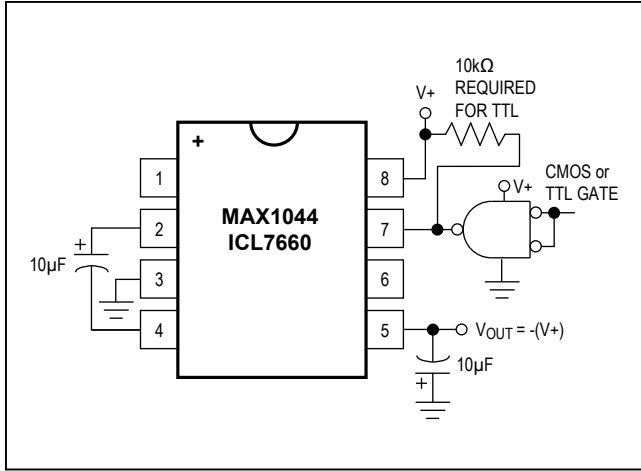 10kΩ
REQUIRED
FOR TTL
V+
+
1
8
CMOS or
TTL GATE
V+
MAX1044
ICL7660
2
7
+
10µF
3
6
4
5
VOUT = -(V+)
10µF
+